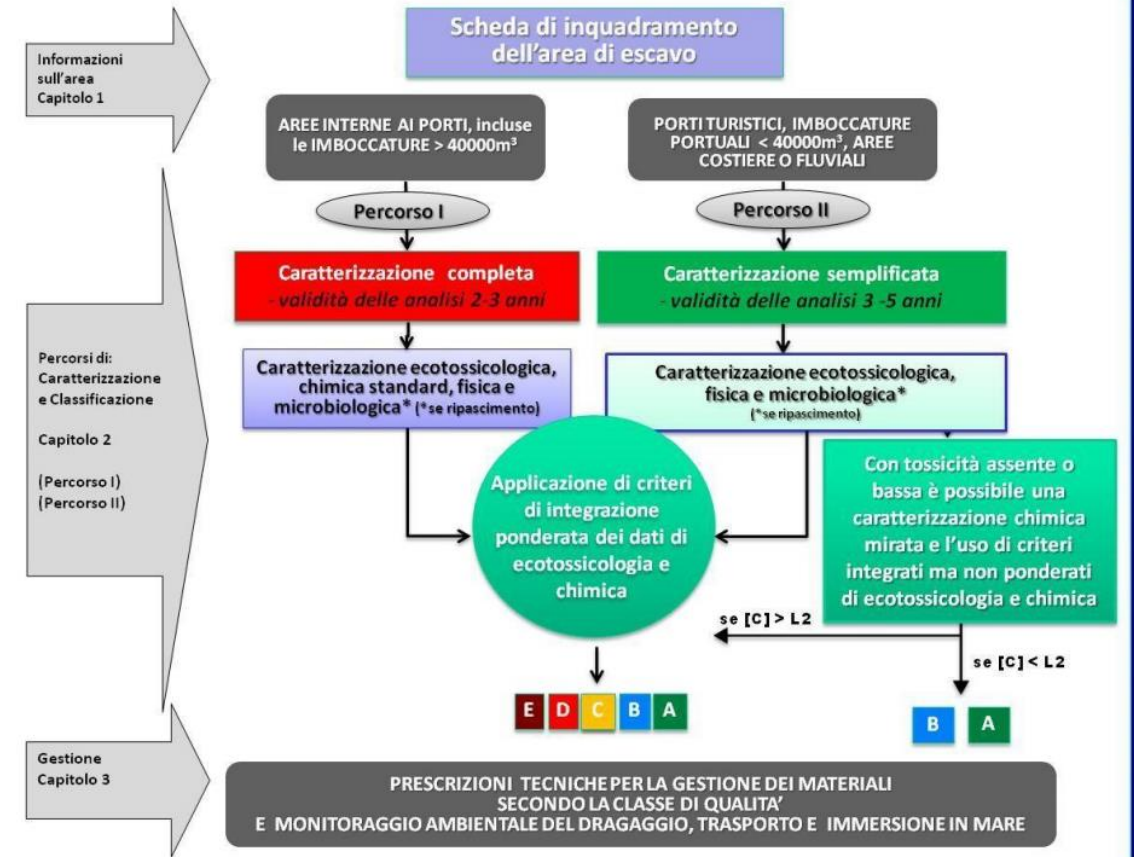 Scheda di inquadramento
dell'area di escavo
Informazioni
sull'area
Capitolo 1
AREE INTERNE AI PORTI, incluse
le IMBOCCATURE > 40000m³
PORTI TURISTICI, IMBOCCATURE
PORTUALI < 40000m³, AREE
COSTIERE O FLUVIALI
Percorso I
Percorso II
Caratterizzazione completa
- validità delle analisi 2-3 anni
Caratterizzazione semplificata
- validità delle analisi 3 -5 anni
Percorsi di:
Caratterizzazione
e Classificazione
Capitolo 2
(Percorso I)
(Percorso II)
Caratterizzazione ecotossicologica,
chimica standard, fisica e
microbiologica* (*se ripascimento)
Caratterizzazione ecotossicologica,
fisica e microbiologica*
(*se ripascimento)
Applicazione di criteri
di integrazione
ponderata dei dati di
ecotossicologia e
chimica
Con tossicità assente o
bassa è possibile una
caratterizzazione chimica
mirata e l'uso di criteri
integrati ma non ponderati
di ecotossicologia e chimica
se [C] > L2
se [C] < L2
E D C B A
B A
Gestione
Capitolo 3
PRESCRIZIONI TECNICHE PER LA GESTIONE DEI MATERIALI
SECONDO LA CLASSE DI QUALITA'
E MONITORAGGIO AMBIENTALE DEL DRAGAGGIO, TRASPORTO E IMMERSIONE IN MARE